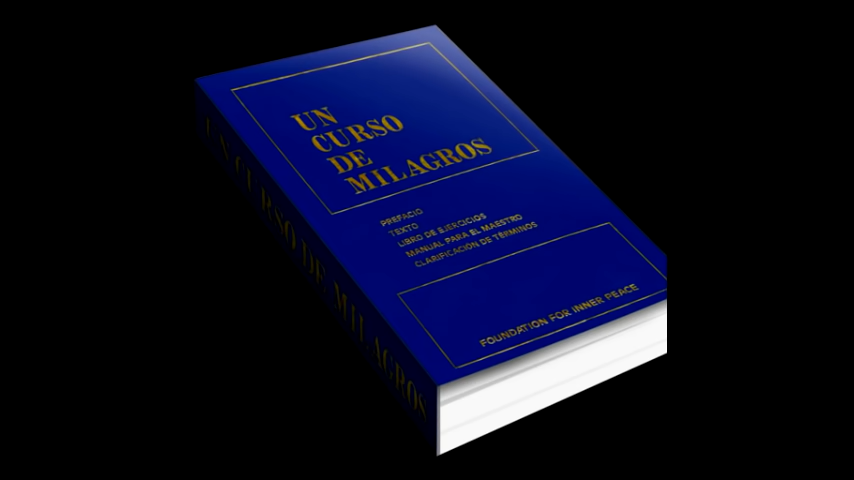 UN
CURSO
DE
MILAGROS
PREFACIO
TEXTO
LIBRO DE EJERCICIOS
MANUAL PARA EL MAESTRO
CLARIFICACIÓN DE TÉRMINOS
FOUNDATION FOR INNER PEACE
UN CURSO DE MILAGROS